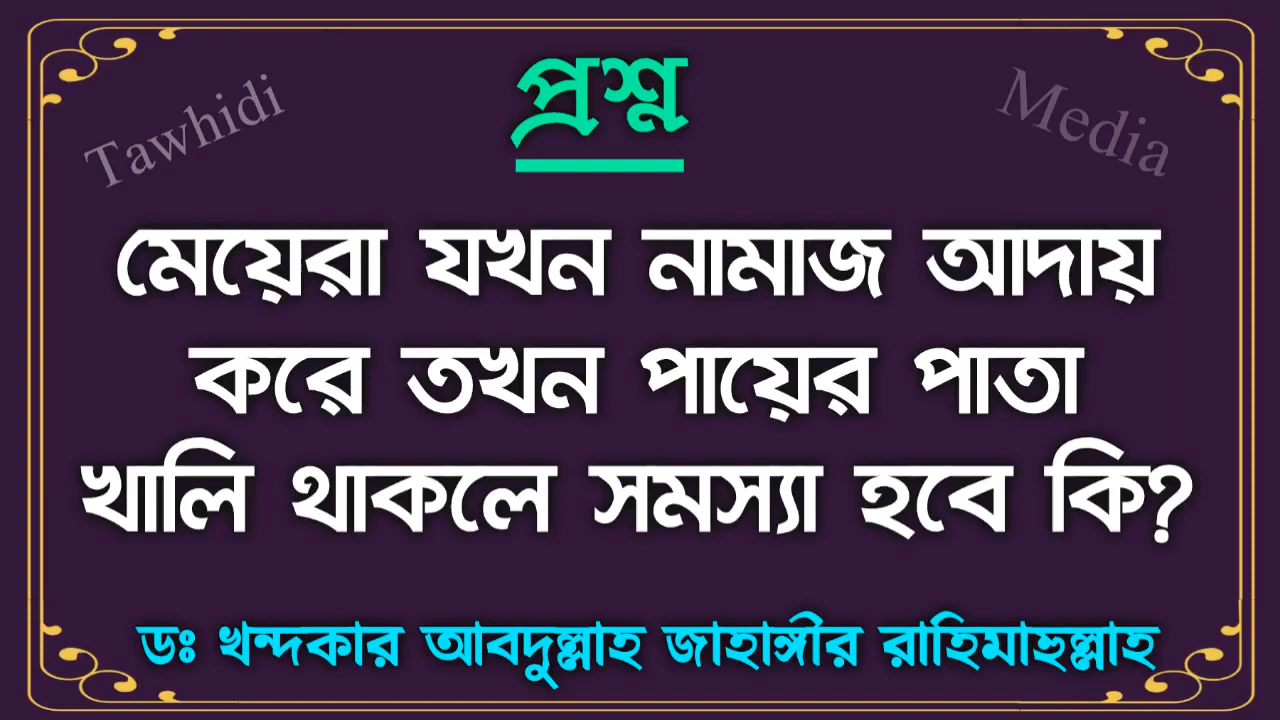 Tawhidi
Media
প্রশ্ন
মেয়েরা যখন নামাজ আদায়
করে তখন পায়ের পাতা
খালি থাকলে সমস্যা হবে কি?
ডঃ খন্দকার আবদুল্লাহ জাহাঙ্গীর রাহিমাহুল্লাহ